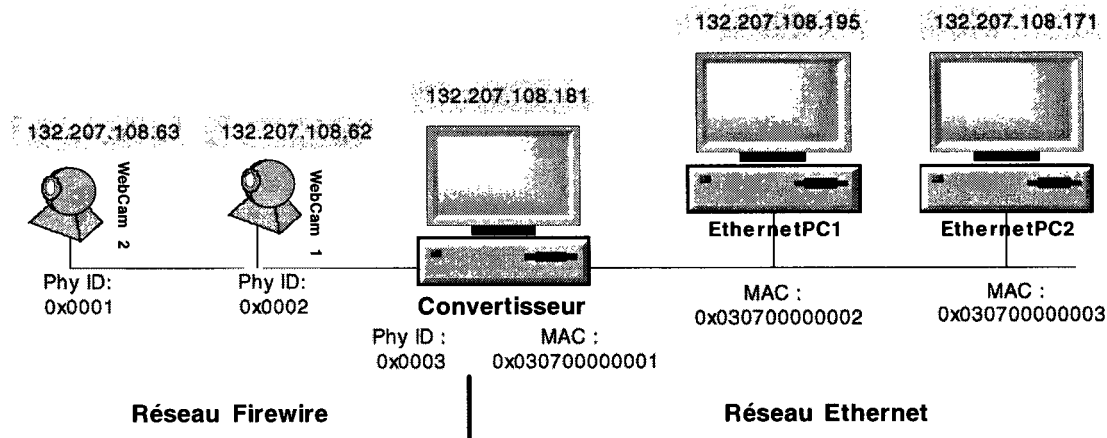 132.207.108.195
132.207.108.171
132.207.108.181
132.207.108.63
132.207.108.62
WebCam 2
WebCam 1
EthernetPC1
EthernetPC2
Phy ID:
0x0001
Phy ID:
0x0002
Convertisseur
MAC :
0x030700000002
MAC :
0x030700000003
Phy ID :
0x0003
MAC :
0x030700000001
Réseau Firewire
Réseau Ethernet